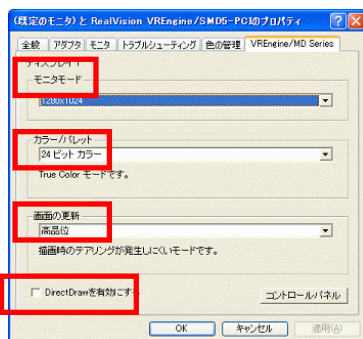 (既定のモニタ) と RealVision VREngine/SMD5-PCIのプロパティ
全般 アダプタ モニタ トラブルシューティング 色の管理 VREngine/MD Series
ディスプレイ
モニタモード
1280x1024
カラー/パレット
24 ビット カラー
True Color モードです。
画面の更新
高品位
描画時のテアリングが発生しにくいモードです。
DirectDrawを有効にする
コントロールパネル
OK キャンセル 適用(A)